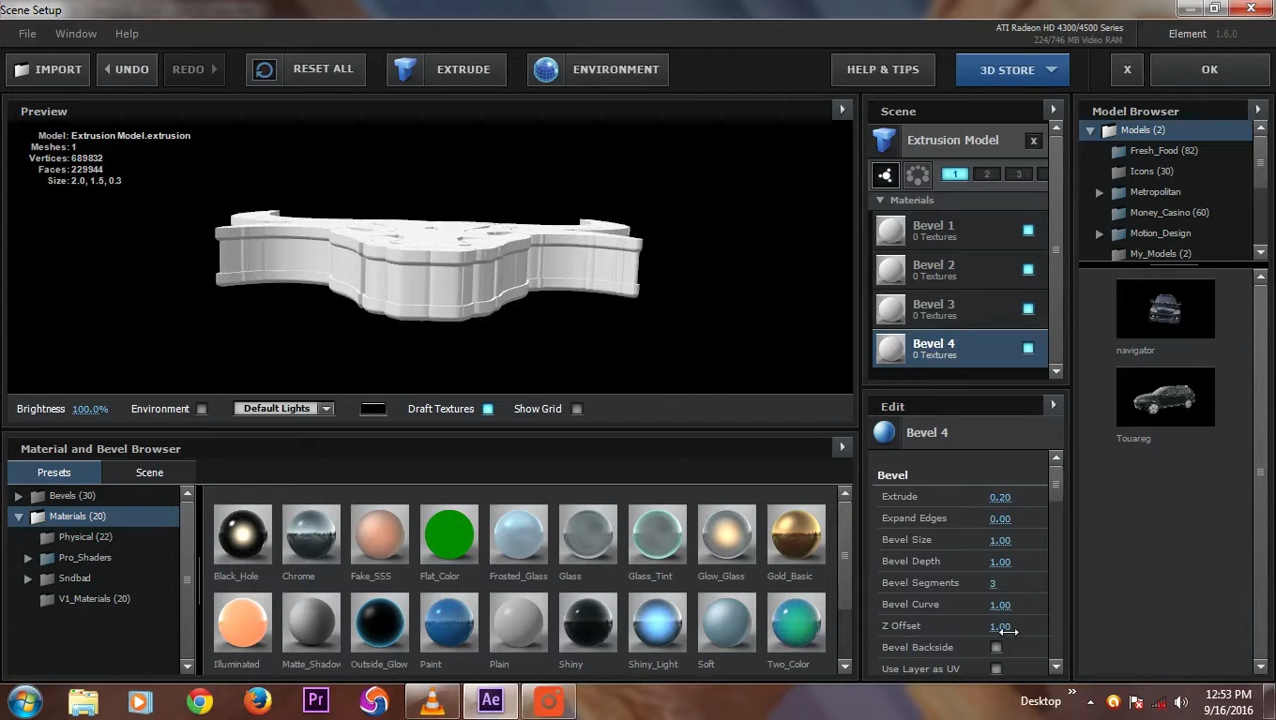 Scene Setup
File Window Help
ATI Radeon HD 4300/4500 Series
224/746 MB Video RAM
Element 1.6.0
IMPORT UNDO REDO RESET ALL EXTRUDE ENVIRONMENT HELP & TIPS 3D STORE X OK
Preview
Model: Extrusion Model.extrusion
Meshes: 1
Vertices: 689832
Faces: 229944
Size: 2.0, 1.5, 0.3
Brightness 100.0% Environment Default Lights Draft Textures Show Grid
Material and Bevel Browser
Presets Scene
Bevels (30)
Materials (20)
Physical (22)
Pro_Shaders
Sndbad
V1_Materials (20)
Black_Hole Chrome Fake_SSS Flat_Color Frosted_Glass Glass Glass_Tint Glow_Glass Gold_Basic
Illuminated Matte_Shadow Outside_Glow Paint Plain Shiny Shiny_Light Soft Two_Color
Scene
Extrusion Model x
1 2 3
Materials
Bevel 1
0 Textures
Bevel 2
0 Textures
Bevel 3
0 Textures
Bevel 4
0 Textures
Edit
Bevel 4
Bevel
Extrude 0.20
Expand Edges 0.00
Bevel Size 1.00
Bevel Depth 1.00
Bevel Segments 3
Bevel Curve 1.00
Z Offset 1.00
Bevel Backside
Use Layer as UV
Model Browser
Models (2)
Fresh_Food (82)
Icons (30)
Metropolitan
Money_Casino (60)
Motion_Design
My_Models (2)
navigator
Touareg
Pr Ae
Desktop
12:53 PM
9/16/2016